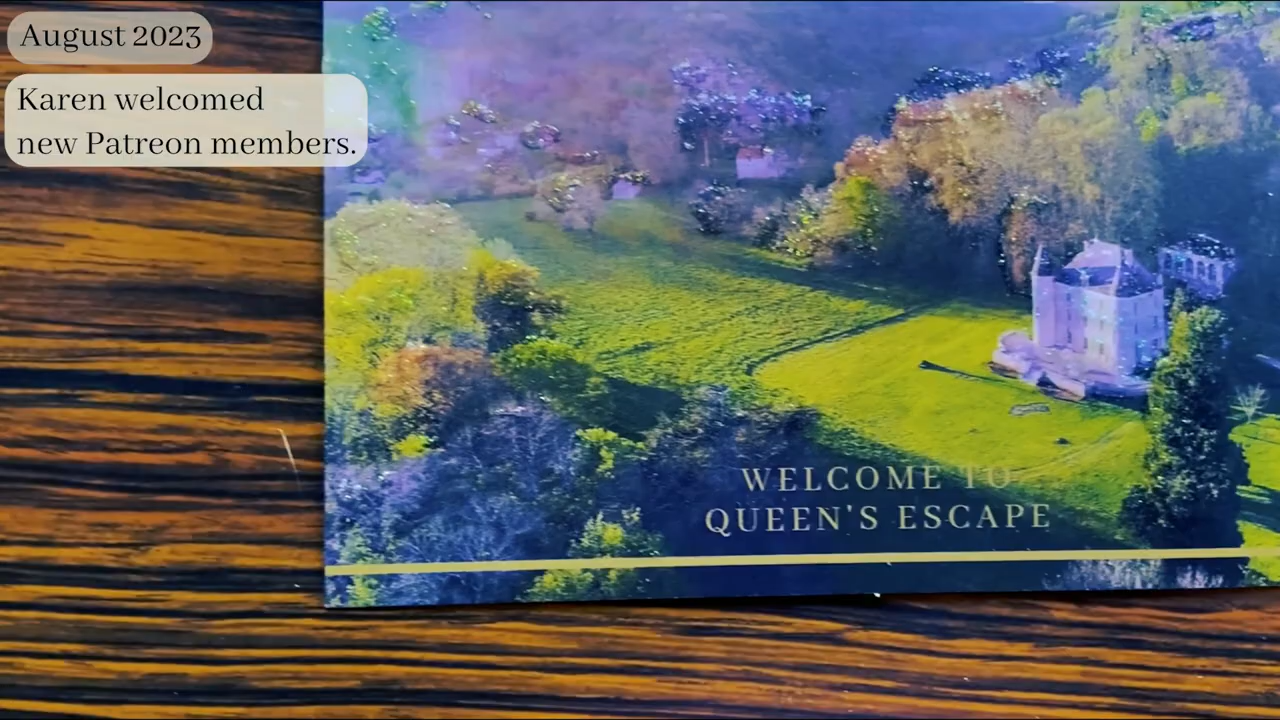 August 2023
Karen welcomed
new Patreon members.
WELCOME TO
QUEEN'S ESCAPE